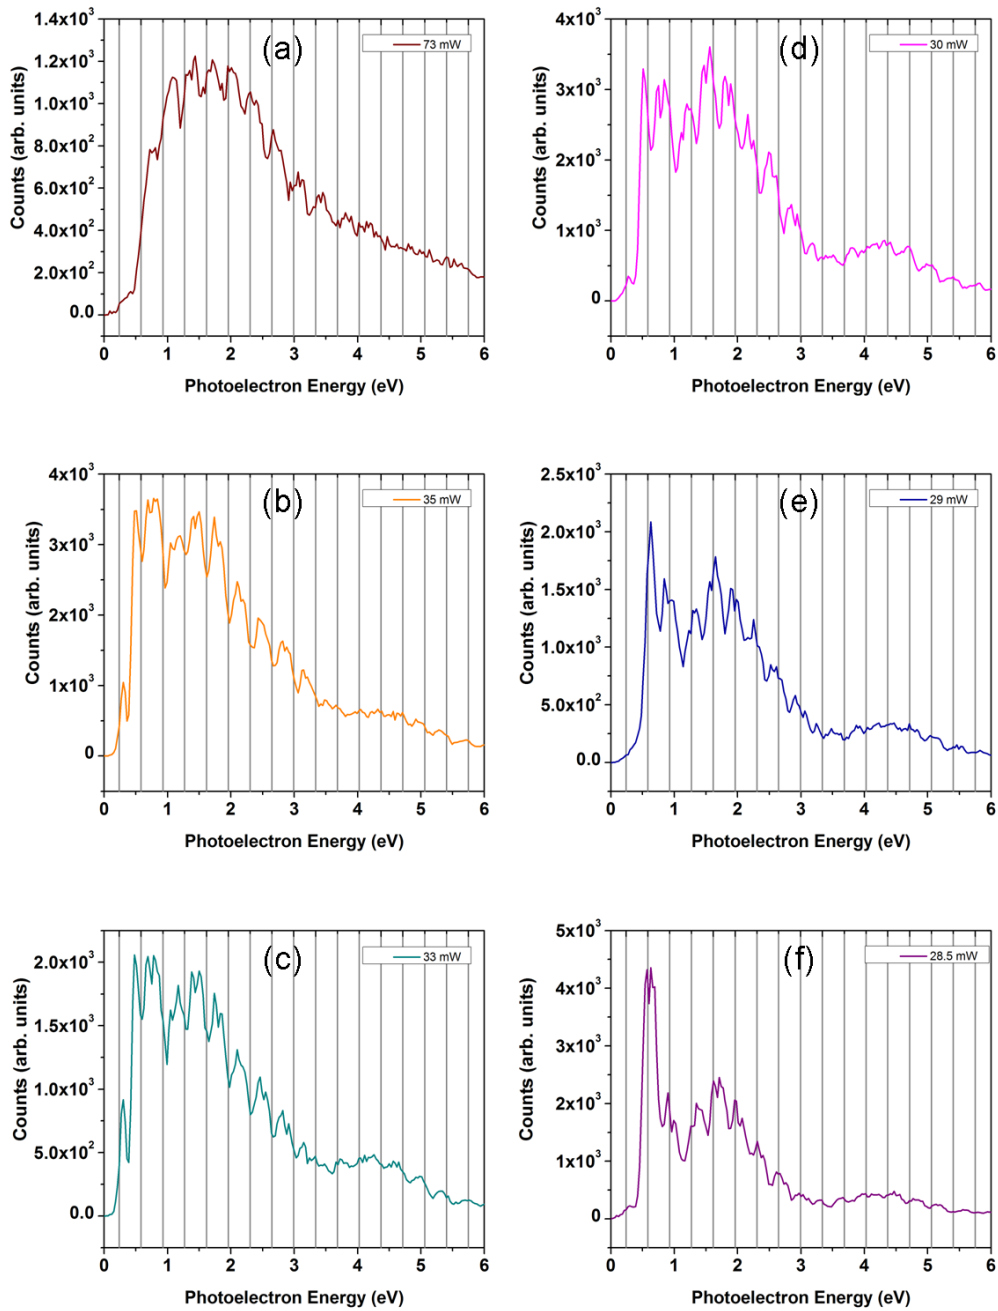 (a)
73 mW
Counts (arb. units)
1.4x10³
1.2x10³
1.0x10³
8.0x10²
6.0x10²
4.0x10²
2.0x10²
0.0
0 1 2 3 4 5 6
Photoelectron Energy (eV)
(d)
30 mW
Counts (arb. units)
4x10³
3x10³
2x10³
1x10³
0
0 1 2 3 4 5 6
Photoelectron Energy (eV)
(b)
35 mW
Counts (arb. units)
4x10³
3x10³
2x10³
1x10³
0
0 1 2 3 4 5 6
Photoelectron Energy (eV)
(e)
29 mW
Counts (arb. units)
2.5x10³
2.0x10³
1.5x10³
1.0x10³
5.0x10²
0.0
0 1 2 3 4 5 6
Photoelectron Energy (eV)
(c)
33 mW
Counts (arb. units)
2.0x10³
1.5x10³
1.0x10³
5.0x10²
0.0
0 1 2 3 4 5 6
Photoelectron Energy (eV)
(f)
28.5 mW
Counts (arb. units)
5x10³
4x10³
3x10³
2x10³
1x10³
0
0 1 2 3 4 5 6
Photoelectron Energy (eV)